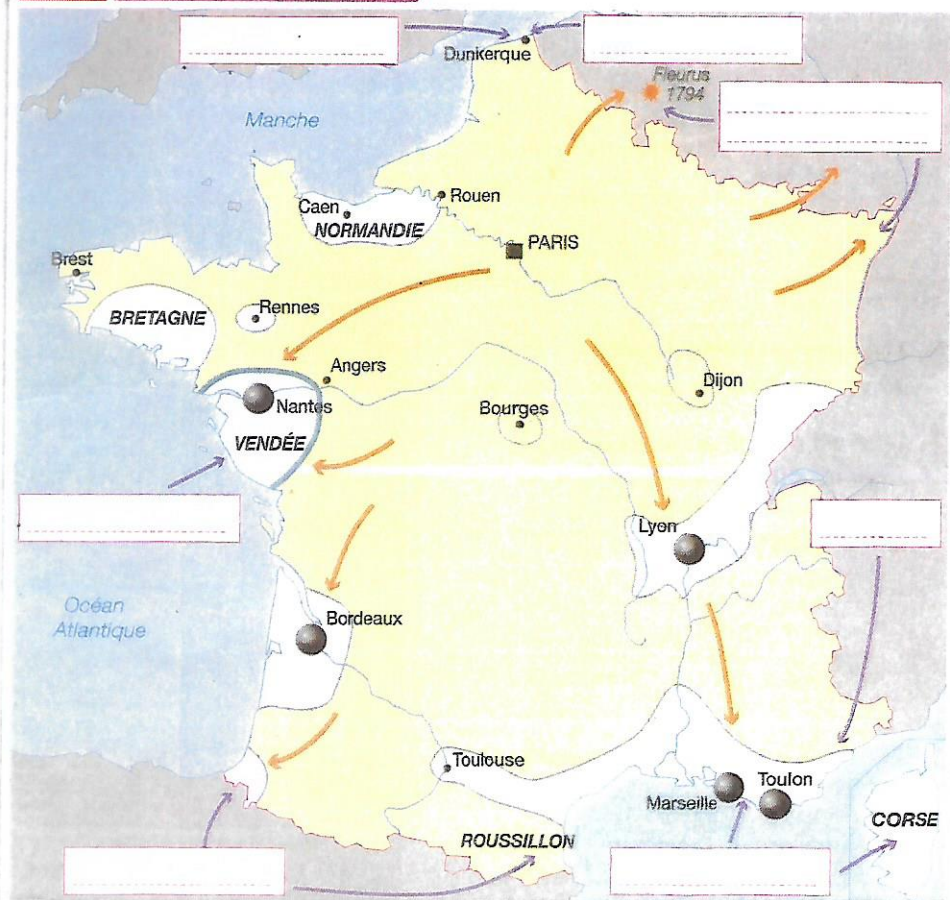 Dunkerque
Fleurus
1794
Manche
Rouen
Caen
NORMANDIE
PARIS
Brest
Rennes
BRETAGNE
Angers
Dijon
Nantes
Bourges
VENDÉE
Lyon
Océan
Atlantique
Bordeaux
Toulouse
Toulon
Marseille
CORSE
ROUSSILLON